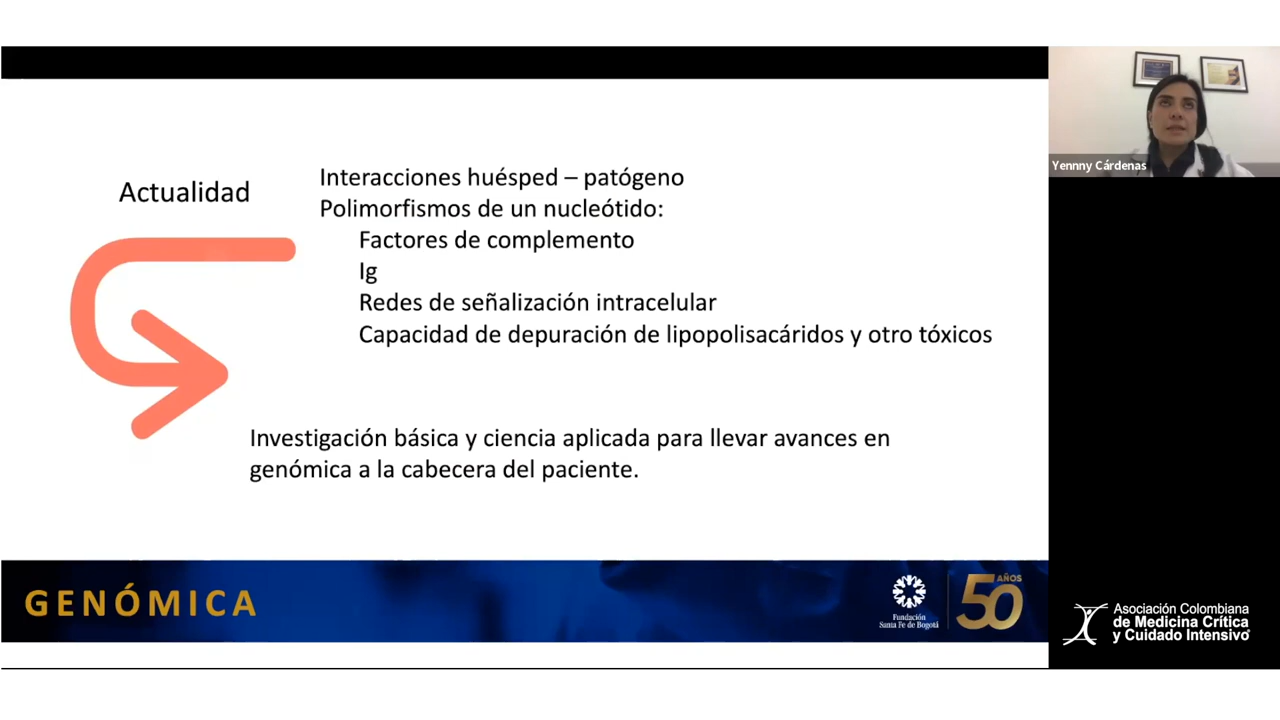 Actualidad
Interacciones huésped – patógeno
Polimorfismos de un nucleótido:
Factores de complemento
Ig
Redes de señalización intracelular
Capacidad de depuración de lipopolisacáridos y otro tóxicos
Investigación básica y ciencia aplicada para llevar avances en
genómica a la cabecera del paciente.
GENÓMICA
Fundación
Santa Fe de Bogotá
50 AÑOS
Yennny Cárdenas
Asociación Colombiana
de Medicina Crítica
y Cuidado Intensivo